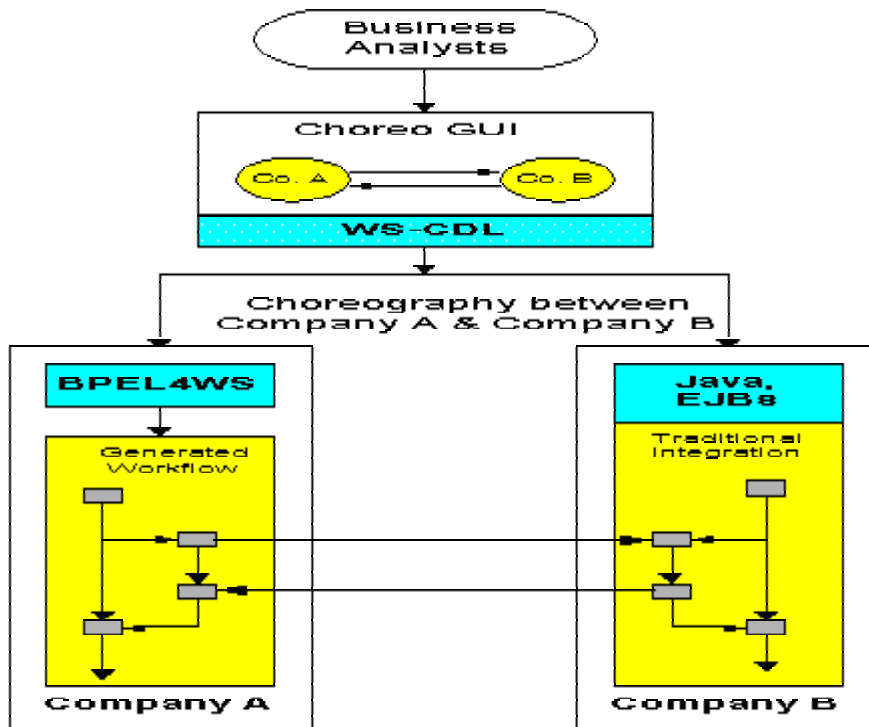 Business
Analysts
Choreo GUI
Co. A
Co. B
WS-CDL
Choreography between
Company A & Company B
BPEL4WS
Generated
Workflow
Company A
Java,
EJBs
Traditional
Integration
Company B